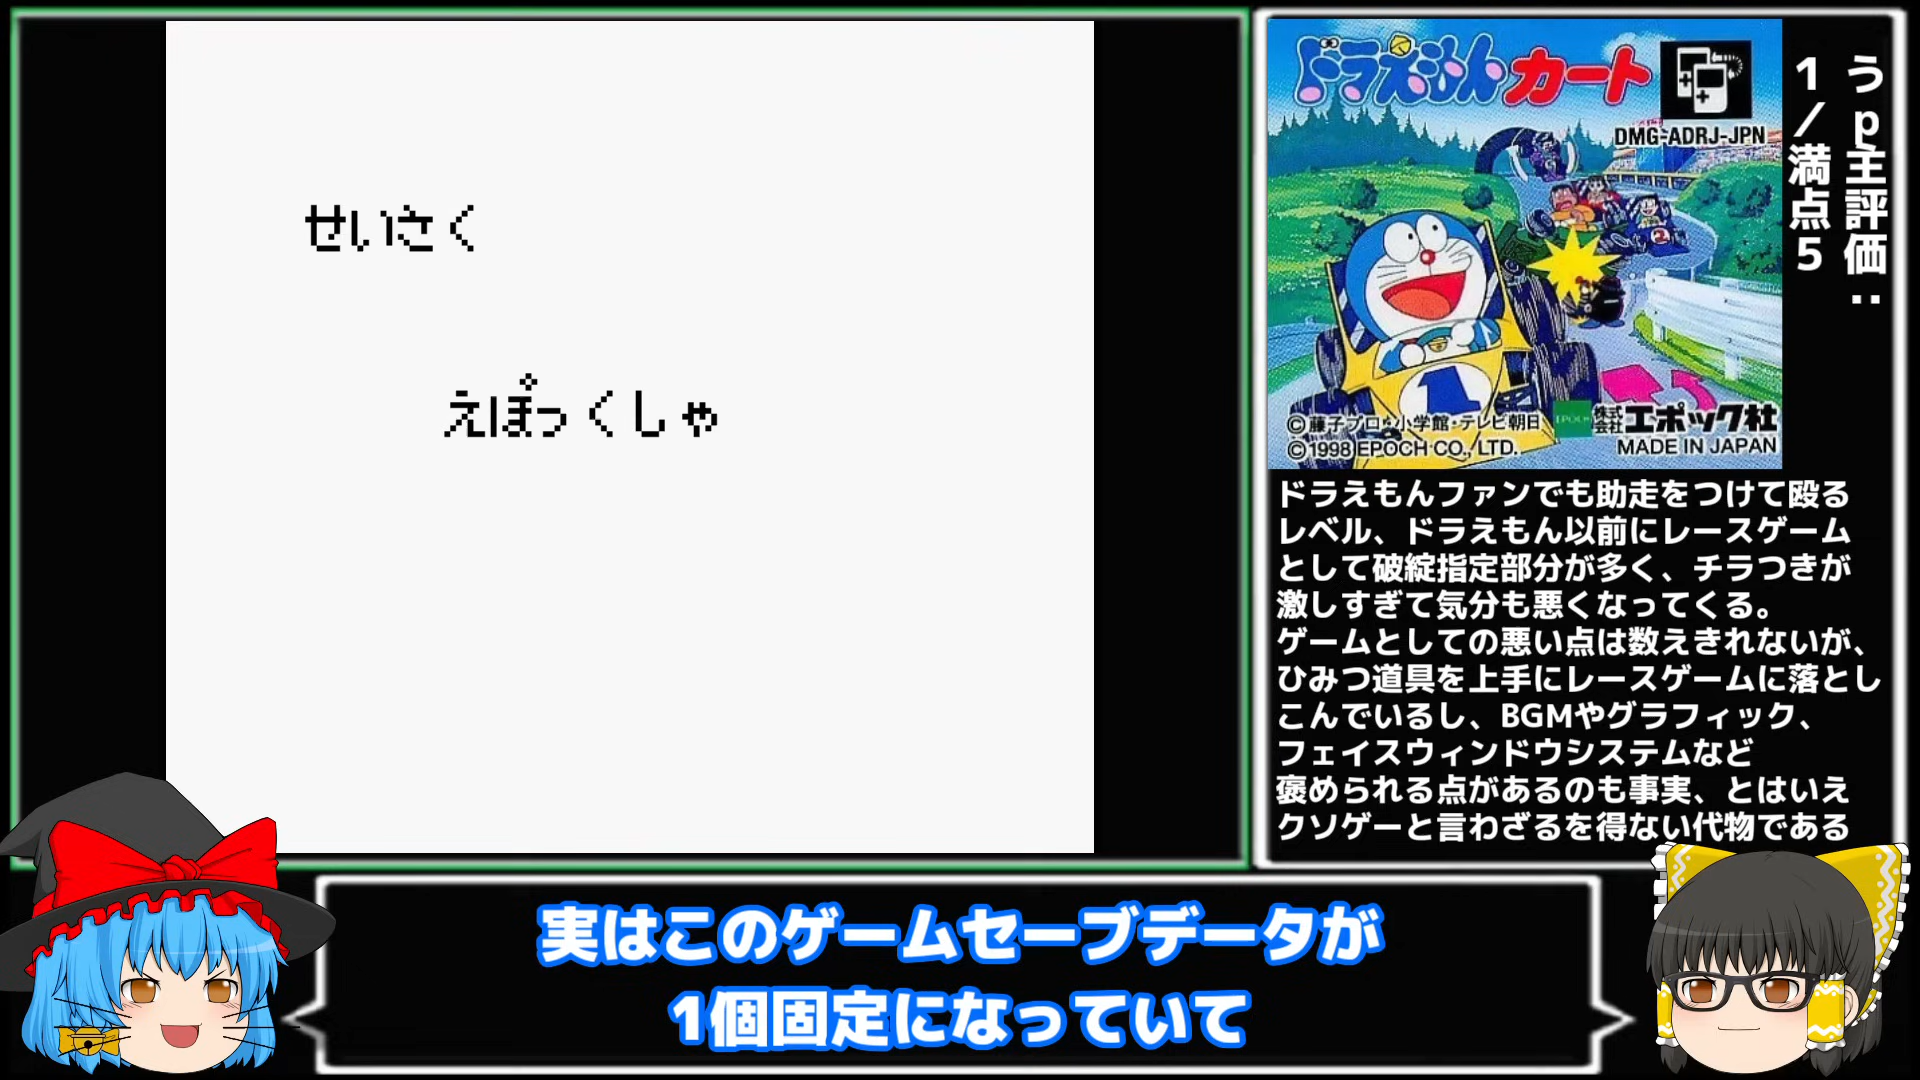 せいさく
えぽっくしゃ
ドラえもんカート
DMG-ADRJ-JPN
1
2
©藤子プロ・小学館・テレビ朝日
©1998 EPOCH CO., LTD.
EPOCH
株式会社エポック社
MADE IN JAPAN
うp主評価：
1/満点5
ドラえもんファンでも助走をつけて殴る
レベル、ドラえもん以前にレースゲーム
として破綻指定部分が多く、チラつきが
激しすぎて気分も悪くなってくる。
ゲームとしての悪い点は数えきれないが、
ひみつ道具を上手にレースゲームに落とし
こんでいるし、BGMやグラフィック、
フェイスウィンドウシステムなど
褒められる点があるのも事実、とはいえ
クソゲーと言わざるを得ない代物である
実はこのゲームセーブデータが
1個固定になっていて